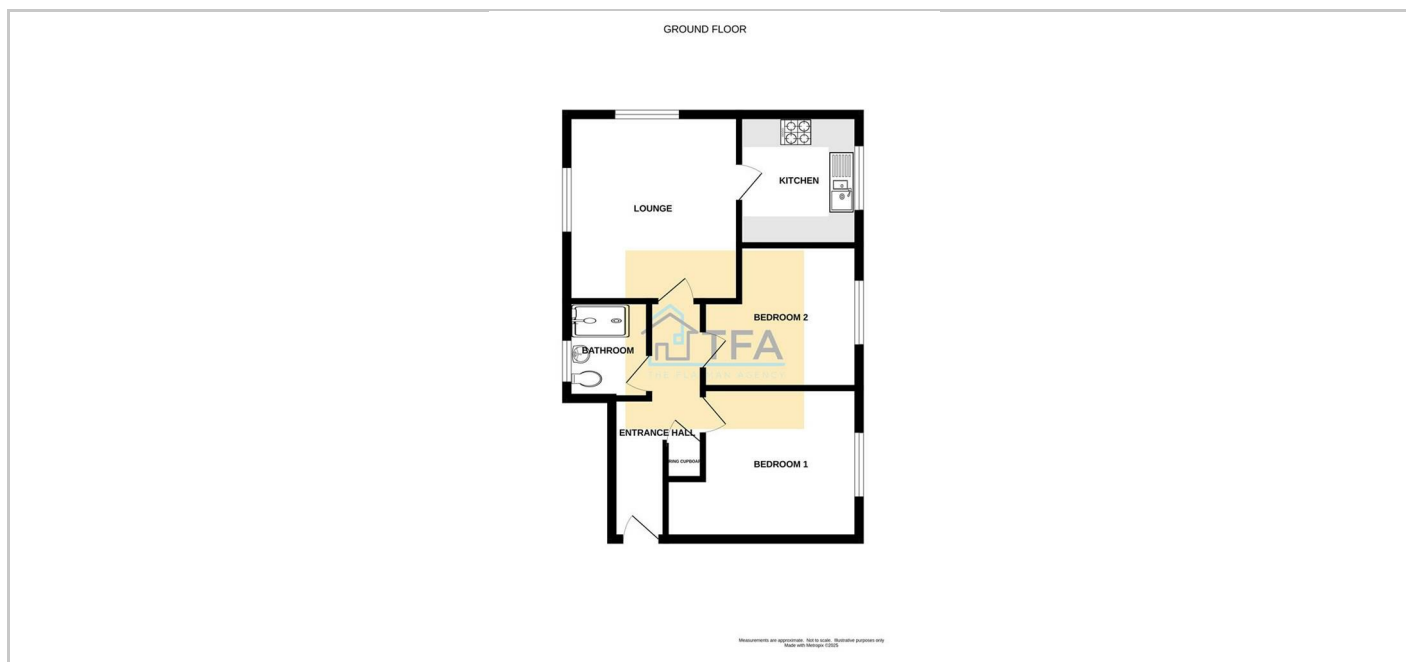 GROUND FLOOR
KITCHEN
LOUNGE
BEDROOM 2
TFA
BATHROOM
ENTRANCE HALL
BEDROOM 1
Measurements are approximate. Not to scale. Illustrative purposes only
Made with Metropix ©2025